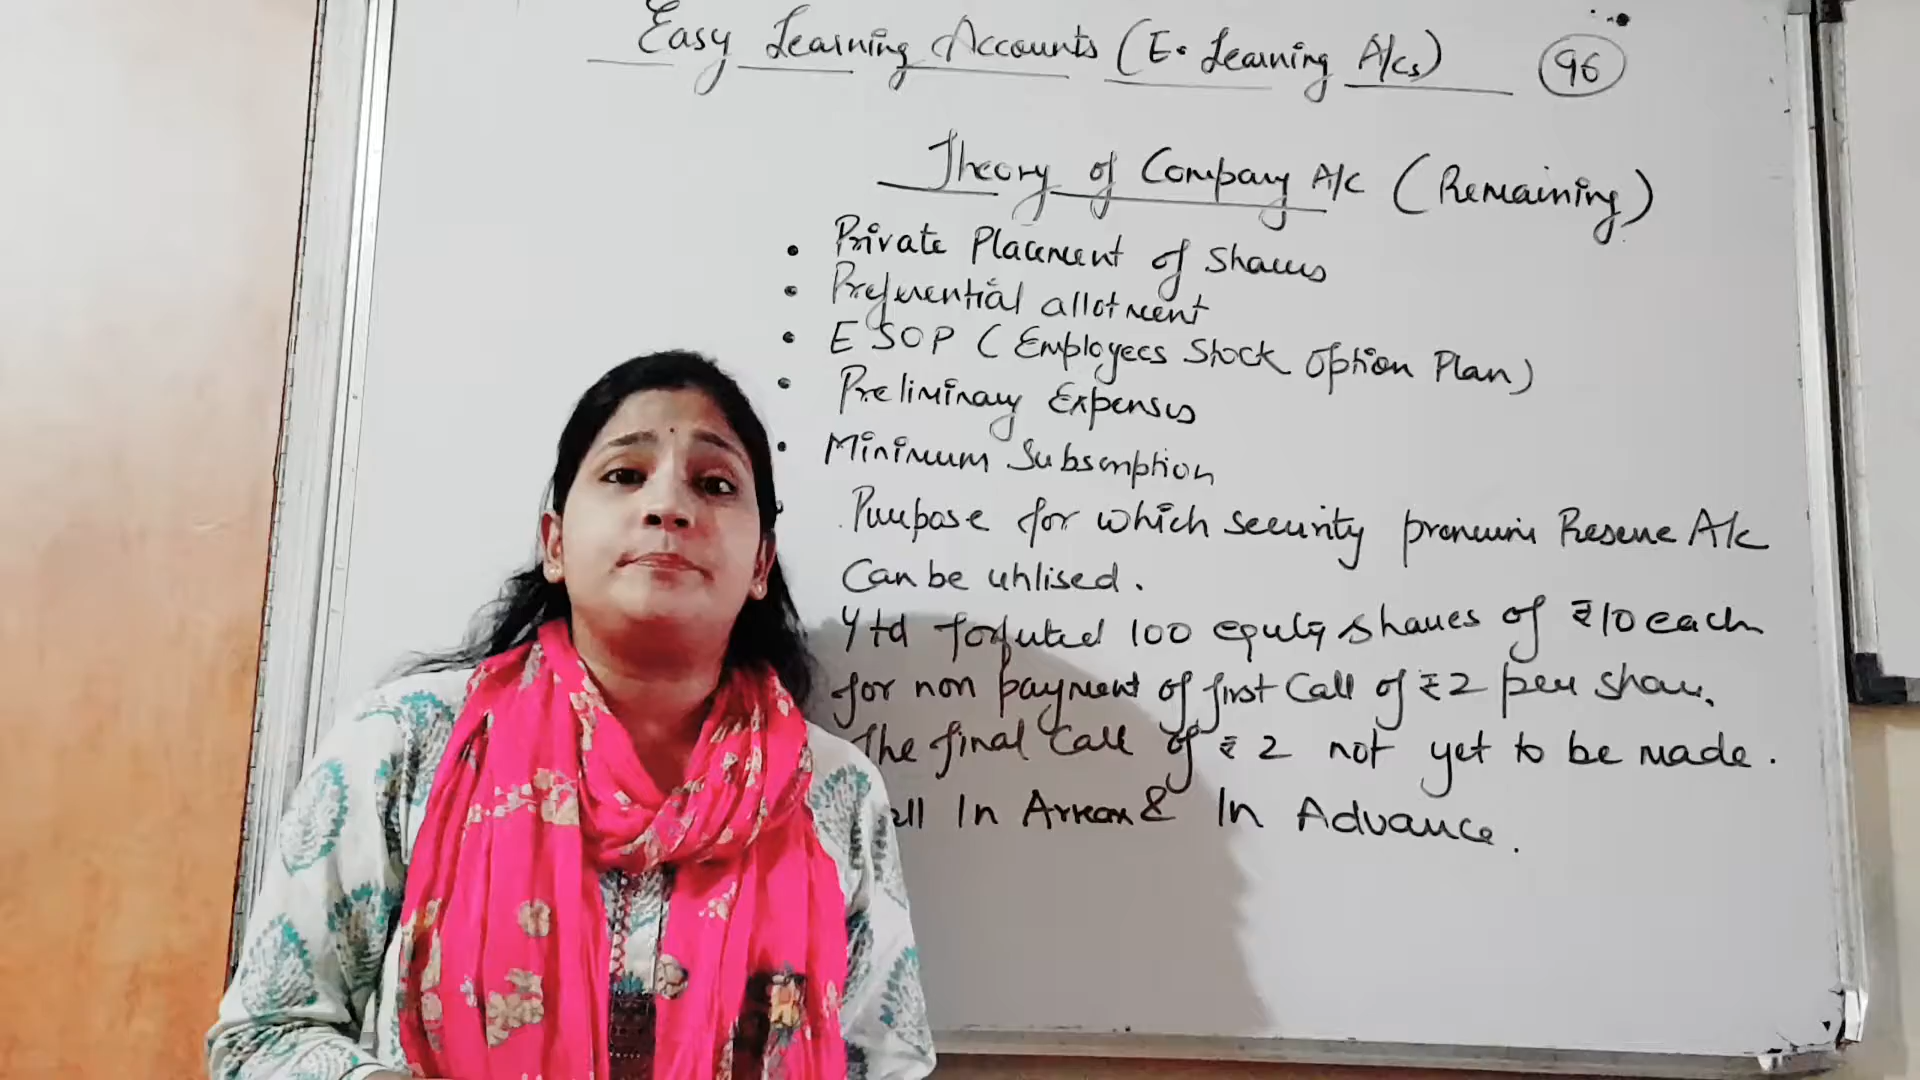 Easy Learning Accounts (E. Learning A/cs) 96
Theory of Company A/c (Remaining)
• Private Placement of Shares
• Preferential allotment
• ESOP (Employees Stock Option Plan)
• Preliminary Expenses
• Minimum Subscription
Purpose for which security premium Reserve A/c
Can be utilised.
Y ltd forfeited 100 equity shares of ₹10 each
for non payment of first Call of ₹2 per share.
The final Call of ₹2 not yet to be made.
In Arrear & In Advance.